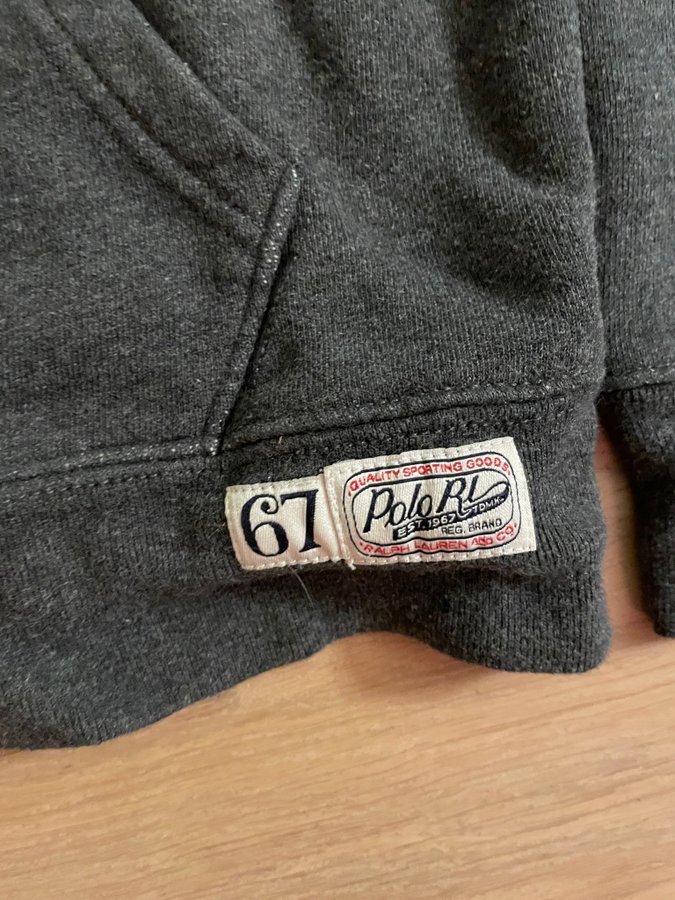 67
QUALITY SPORTING GOODS
Polo RL
EST. 1967
TDMK.
REG. BRAND
RALPH LAUREN AND CO.